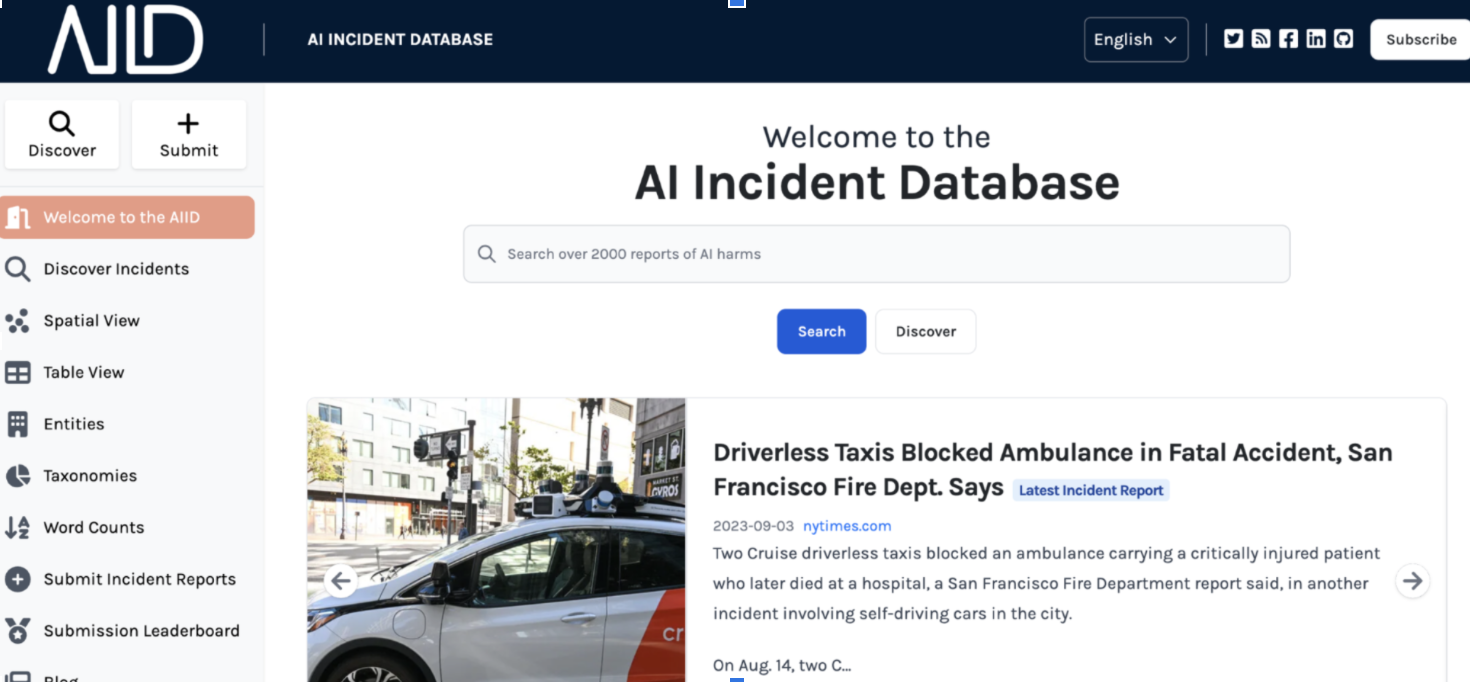 AIID
AI INCIDENT DATABASE
English
Subscribe
Discover
Submit
Welcome to the AIID
Discover Incidents
Spatial View
Table View
Entities
Taxonomies
Word Counts
Submit Incident Reports
Submission Leaderboard
Blog
Welcome to the
AI Incident Database
Search over 2000 reports of AI harms
Search
Discover
MARKET ST.
GYROS
cr
Driverless Taxis Blocked Ambulance in Fatal Accident, San
Francisco Fire Dept. Says Latest Incident Report
2023-09-03 nytimes.com
Two Cruise driverless taxis blocked an ambulance carrying a critically injured patient
who later died at a hospital, a San Francisco Fire Department report said, in another
incident involving self-driving cars in the city.
On Aug. 14, two C...